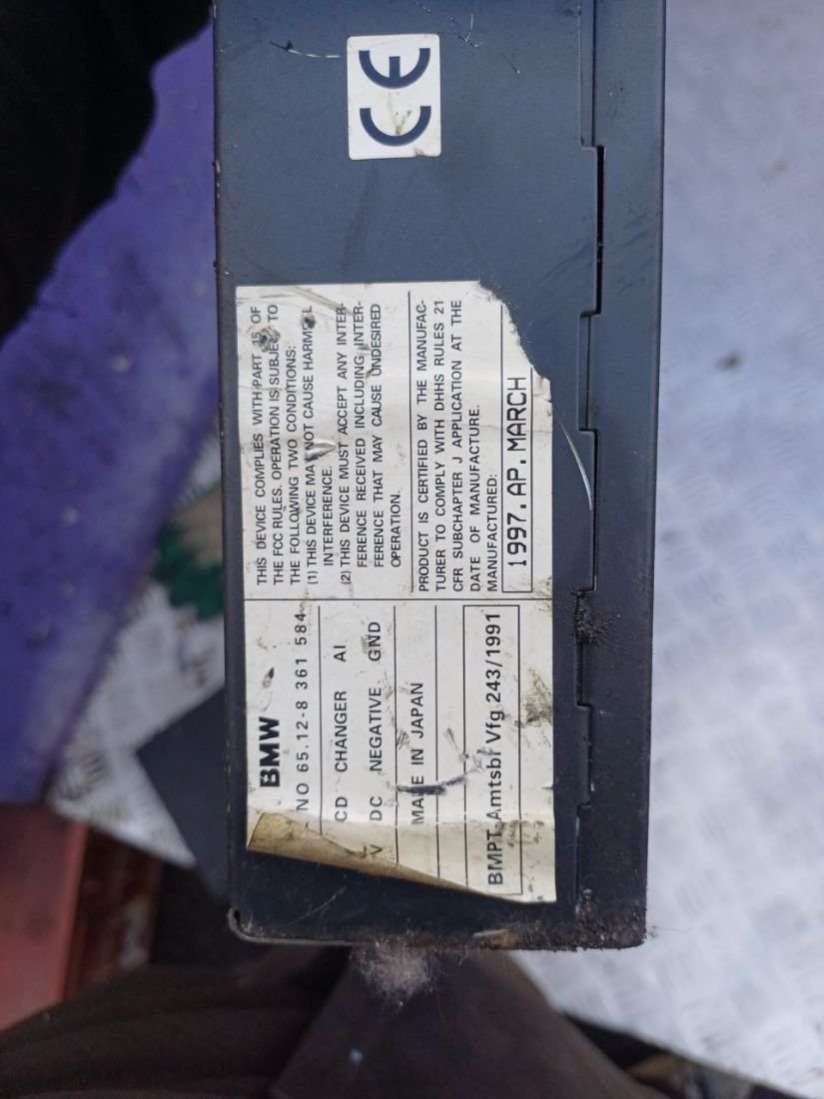 CE
BMW
NO 65.12-8 361 584
CD CHANGER AI
V DC NEGATIVE GND
MADE IN JAPAN
BMPT Amtsbl Vfg 243/1991
THIS DEVICE COMPLIES WITH PART 15 OF
THE FCC RULES. OPERATION IS SUBJECT TO
THE FOLLOWING TWO CONDITIONS:
(1) THIS DEVICE MAY NOT CAUSE HARMFUL
INTERFERENCE.
(2) THIS DEVICE MUST ACCEPT ANY INTER-
FERENCE RECEIVED INCLUDING INTER-
FERENCE THAT MAY CAUSE UNDESIRED
OPERATION.
PRODUCT IS CERTIFIED BY THE MANUFAC-
TURER TO COMPLY WITH DHHS RULES 21
CFR SUBCHAPTER J APPLICATION AT THE
DATE OF MANUFACTURE.
MANUFACTURED:
1997.AP.MARCH